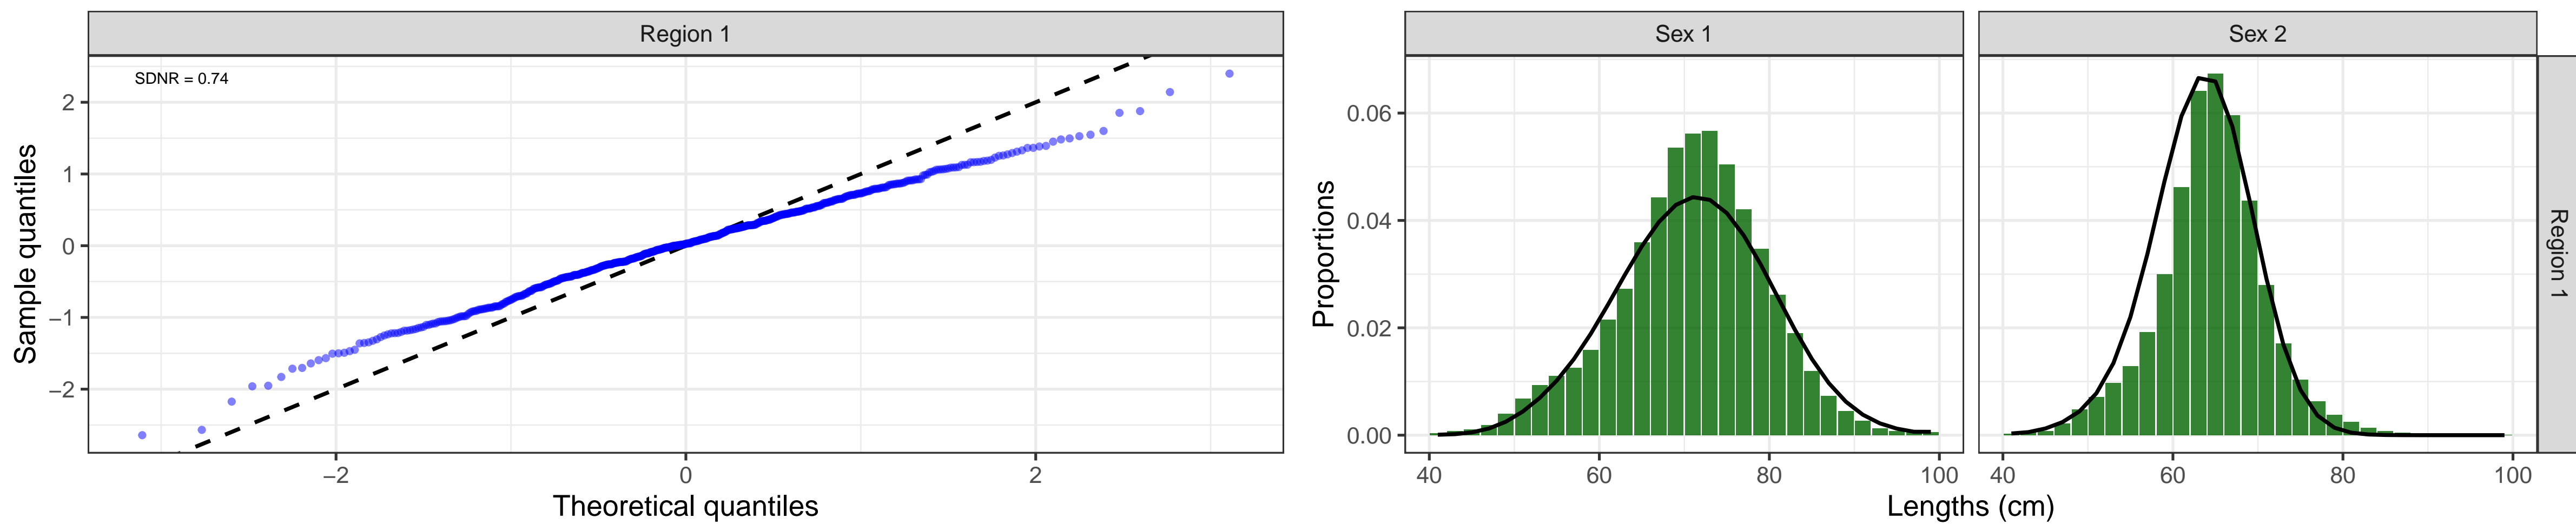 Region 1
SDNR = 0.74
Sample quantiles
2
1
0
−1
−2
−2
0
2
Theoretical quantiles
Sex 1
Sex 2
Region 1
Proportions
0.06
0.04
0.02
0.00
40
60
80
100
40
60
80
100
Lengths (cm)